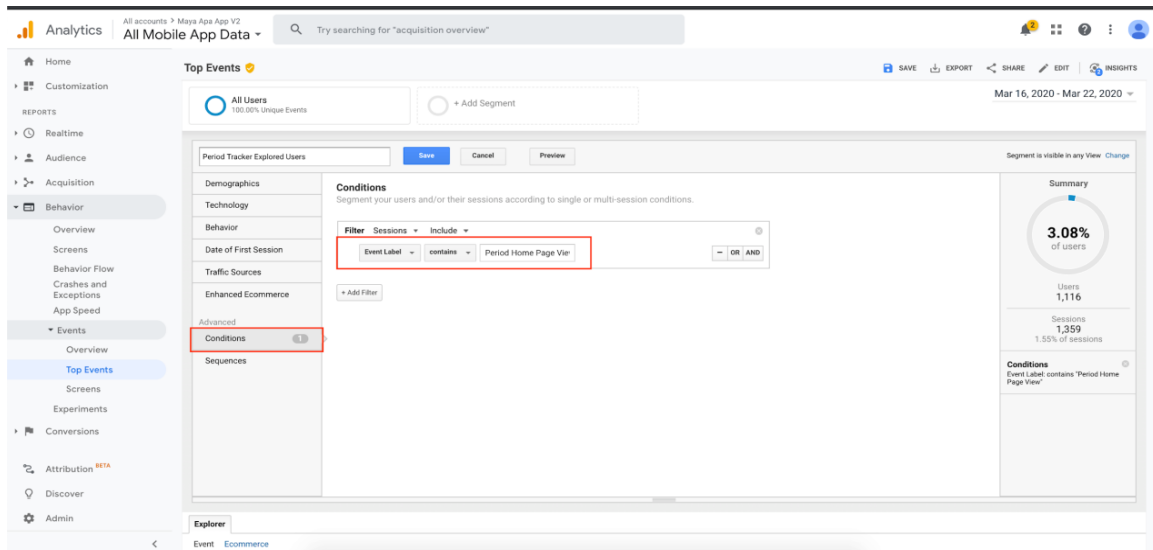 Analytics
All accounts > Maya Apa App V2
All Mobile App Data
Try searching for "acquisition overview"
2
Home
Customization
REPORTS
Realtime
Audience
Acquisition
Behavior
Overview
Screens
Behavior Flow
Crashes and
Exceptions
App Speed
Events
Overview
Top Events
Screens
Experiments
Conversions
Attribution BETA
Discover
Admin
Top Events
SAVE
EXPORT
SHARE
EDIT
INSIGHTS
All Users
100.00% Unique Events
+ Add Segment
Mar 16, 2020 - Mar 22, 2020
Period Tracker Explored Users
Save
Cancel
Preview
Segment is visible in any View Change
Demographics
Technology
Behavior
Date of First Session
Traffic Sources
Enhanced Ecommerce
Advanced
Conditions 1
Sequences
Conditions
Segment your users and/or their sessions according to single or multi-session conditions.
Filter Sessions Include
Event Label contains Period Home Page Vie
− OR AND
+ Add Filter
Summary
3.08%
of users
Users
1,116
Sessions
1,359
1.55% of sessions
Conditions
Event Label: contains "Period Home
Page View"
Explorer
Event Ecommerce